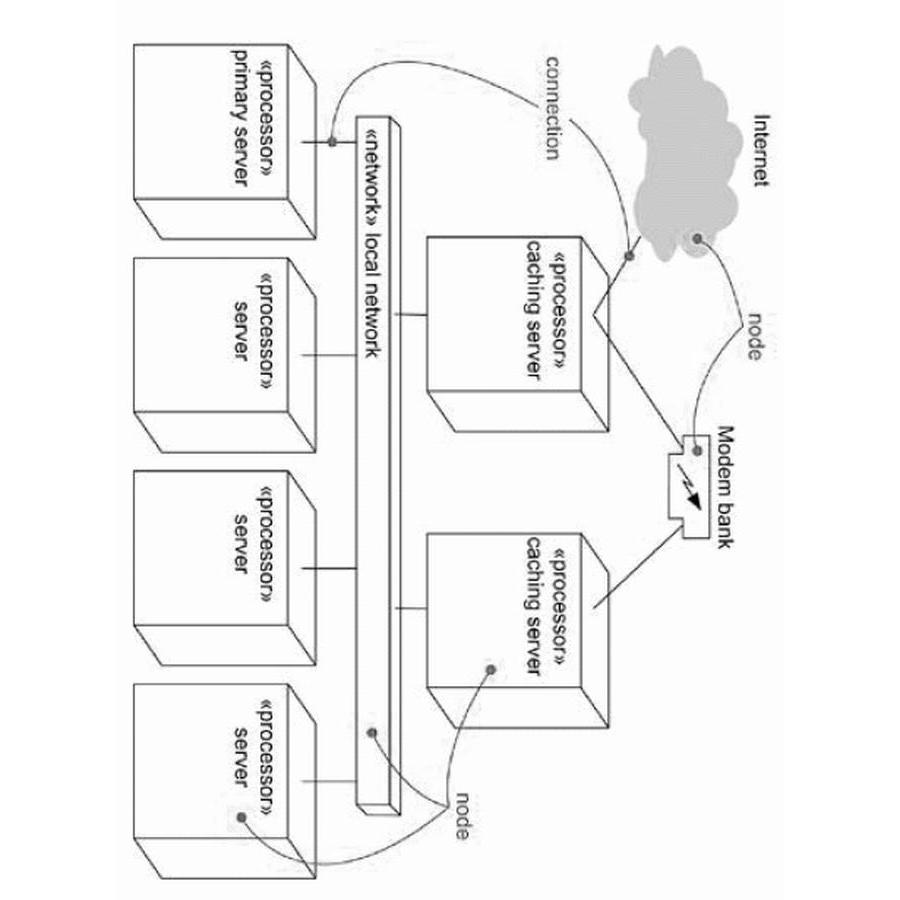 Internet
node
Modem bank
connection
«processor»
caching server
«processor»
caching server
node
«network» local network
«processor»
primary server
«processor»
server
«processor»
server
«processor»
server